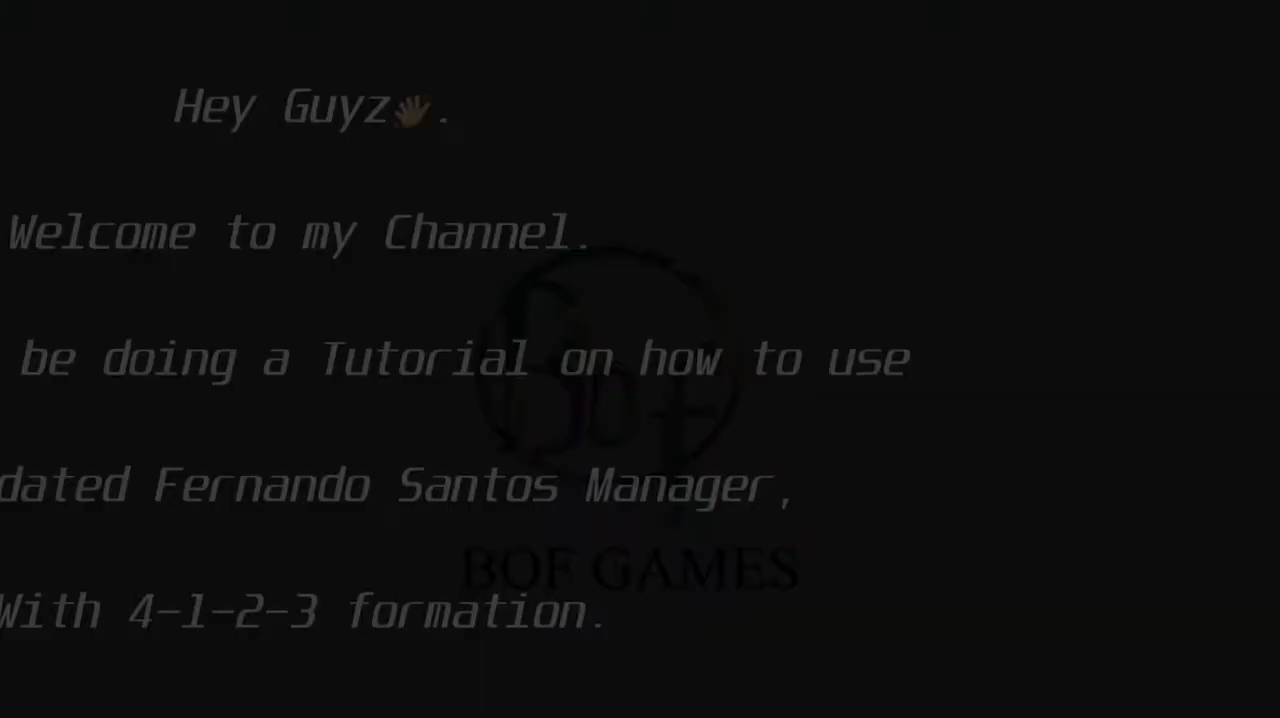 Hey Guyz👋🏽.
Welcome to my Channel.
be doing a Tutorial on how to use
dated Fernando Santos Manager,
With 4-1-2-3 formation.
BOF
BOF GAMES